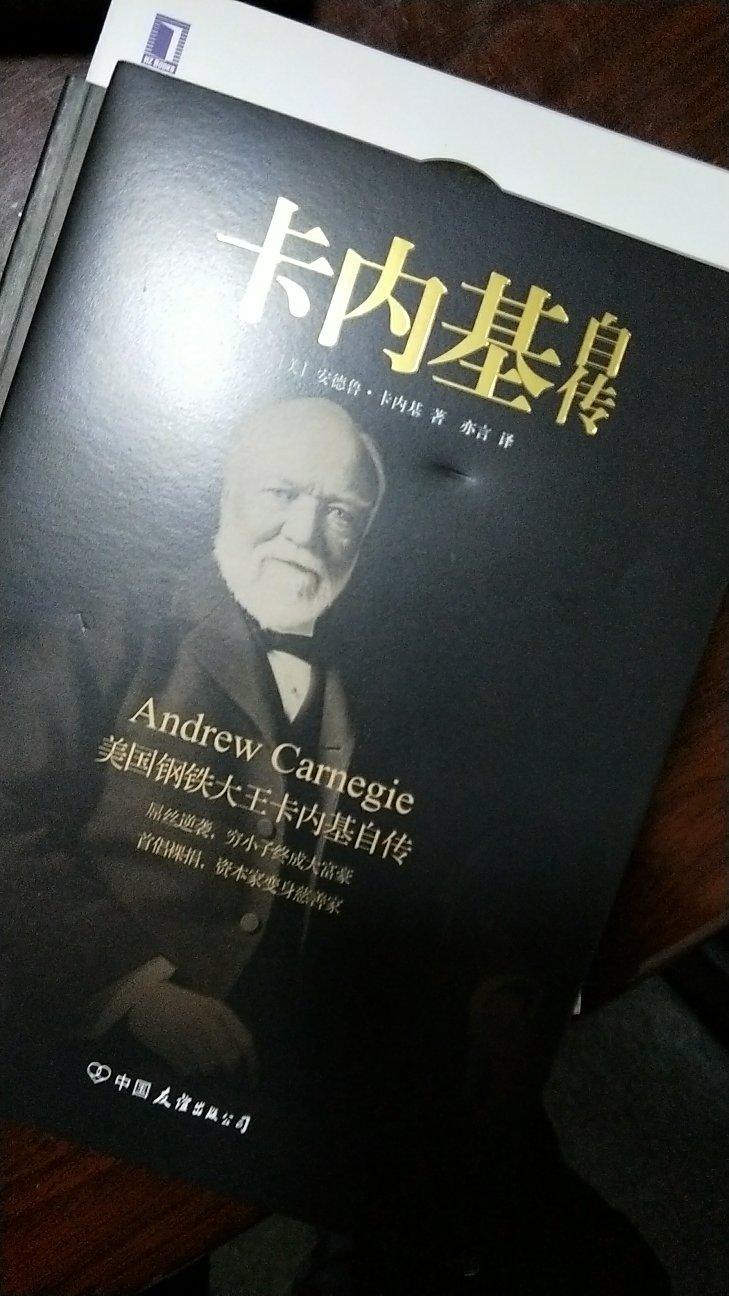 HZ BOOKS
卡内基自传
[美] 安德鲁·卡内基 著 亦言 译
Andrew Carnegie
美国钢铁大王卡内基自传
屌丝逆袭，穷小子终成大富豪
首倡裸捐，资本家变身慈善家
中国友谊出版公司